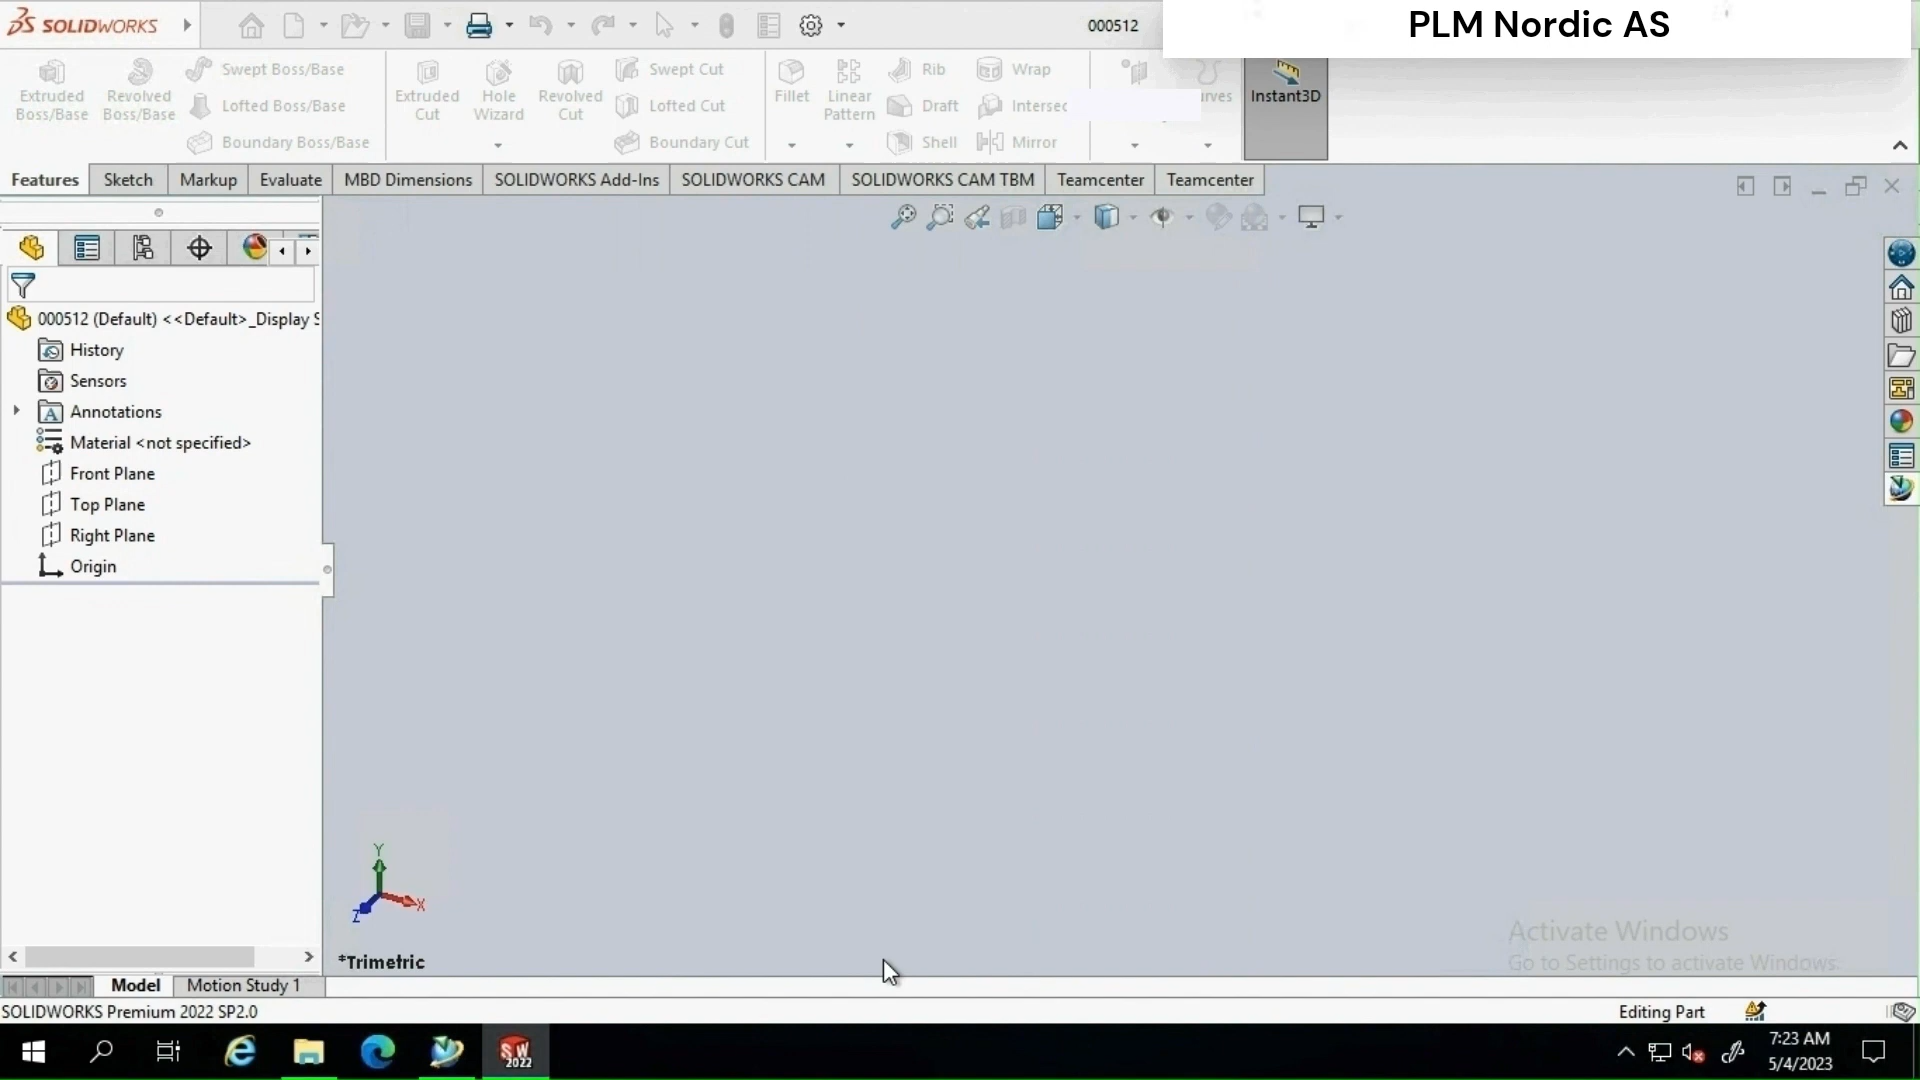 SOLIDWORKS
000512
PLM Nordic AS
Extruded Boss/Base
Revolved Boss/Base
Swept Boss/Base
Lofted Boss/Base
Boundary Boss/Base
Extruded Cut
Hole Wizard
Revolved Cut
Swept Cut
Lofted Cut
Boundary Cut
Fillet
Linear Pattern
Rib
Draft
Shell
Wrap
Intersec
Mirror
Instant3D
Features
Sketch
Markup
Evaluate
MBD Dimensions
SOLIDWORKS Add-Ins
SOLIDWORKS CAM
SOLIDWORKS CAM TBM
Teamcenter
Teamcenter
000512 (Default) <<Default>_Display S
History
Sensors
Annotations
Material <not specified>
Front Plane
Top Plane
Right Plane
Origin
Y
X
Z
*Trimetric
Activate Windows
Go to Settings to activate Windows.
Model
Motion Study 1
SOLIDWORKS Premium 2022 SP2.0
Editing Part
SW
2022
7:23 AM
5/4/2023